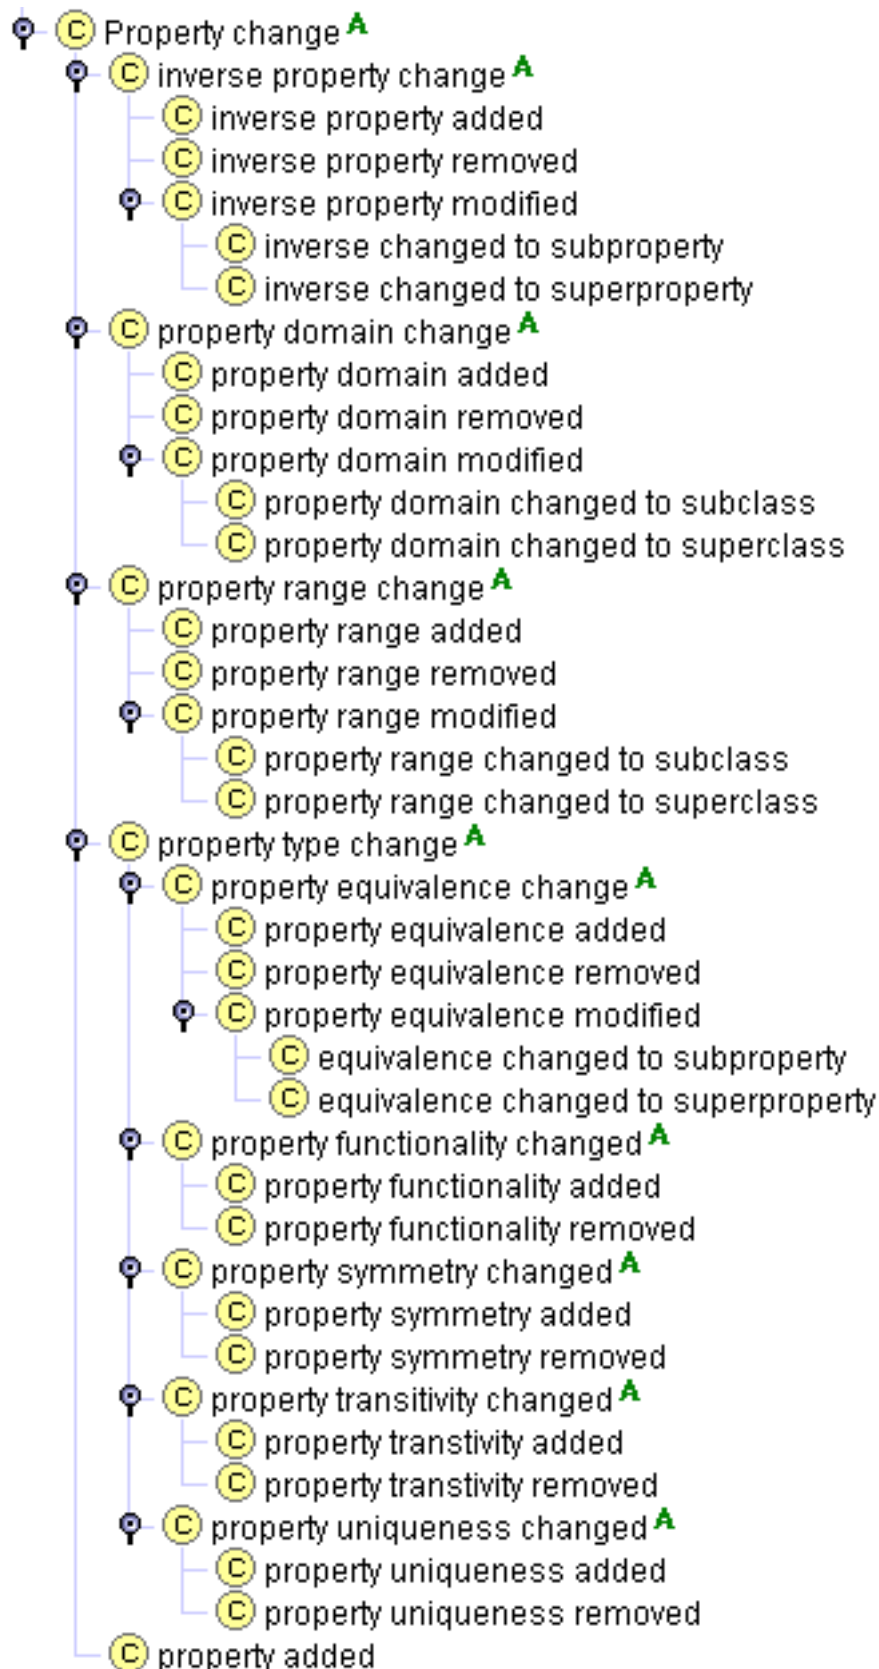 C Property change A
C inverse property change A
C inverse property added
C inverse property removed
C inverse property modified
C inverse changed to subproperty
C inverse changed to superproperty
C property domain change A
C property domain added
C property domain removed
C property domain modified
C property domain changed to subclass
C property domain changed to superclass
C property range change A
C property range added
C property range removed
C property range modified
C property range changed to subclass
C property range changed to superclass
C property type change A
C property equivalence change A
C property equivalence added
C property equivalence removed
C property equivalence modified
C equivalence changed to subproperty
C equivalence changed to superproperty
C property functionality changed A
C property functionality added
C property functionality removed
C property symmetry changed A
C property symmetry added
C property symmetry removed
C property transitivity changed A
C property transtivity added
C property transtivity removed
C property uniqueness changed A
C property uniqueness added
C property uniqueness removed
C property added